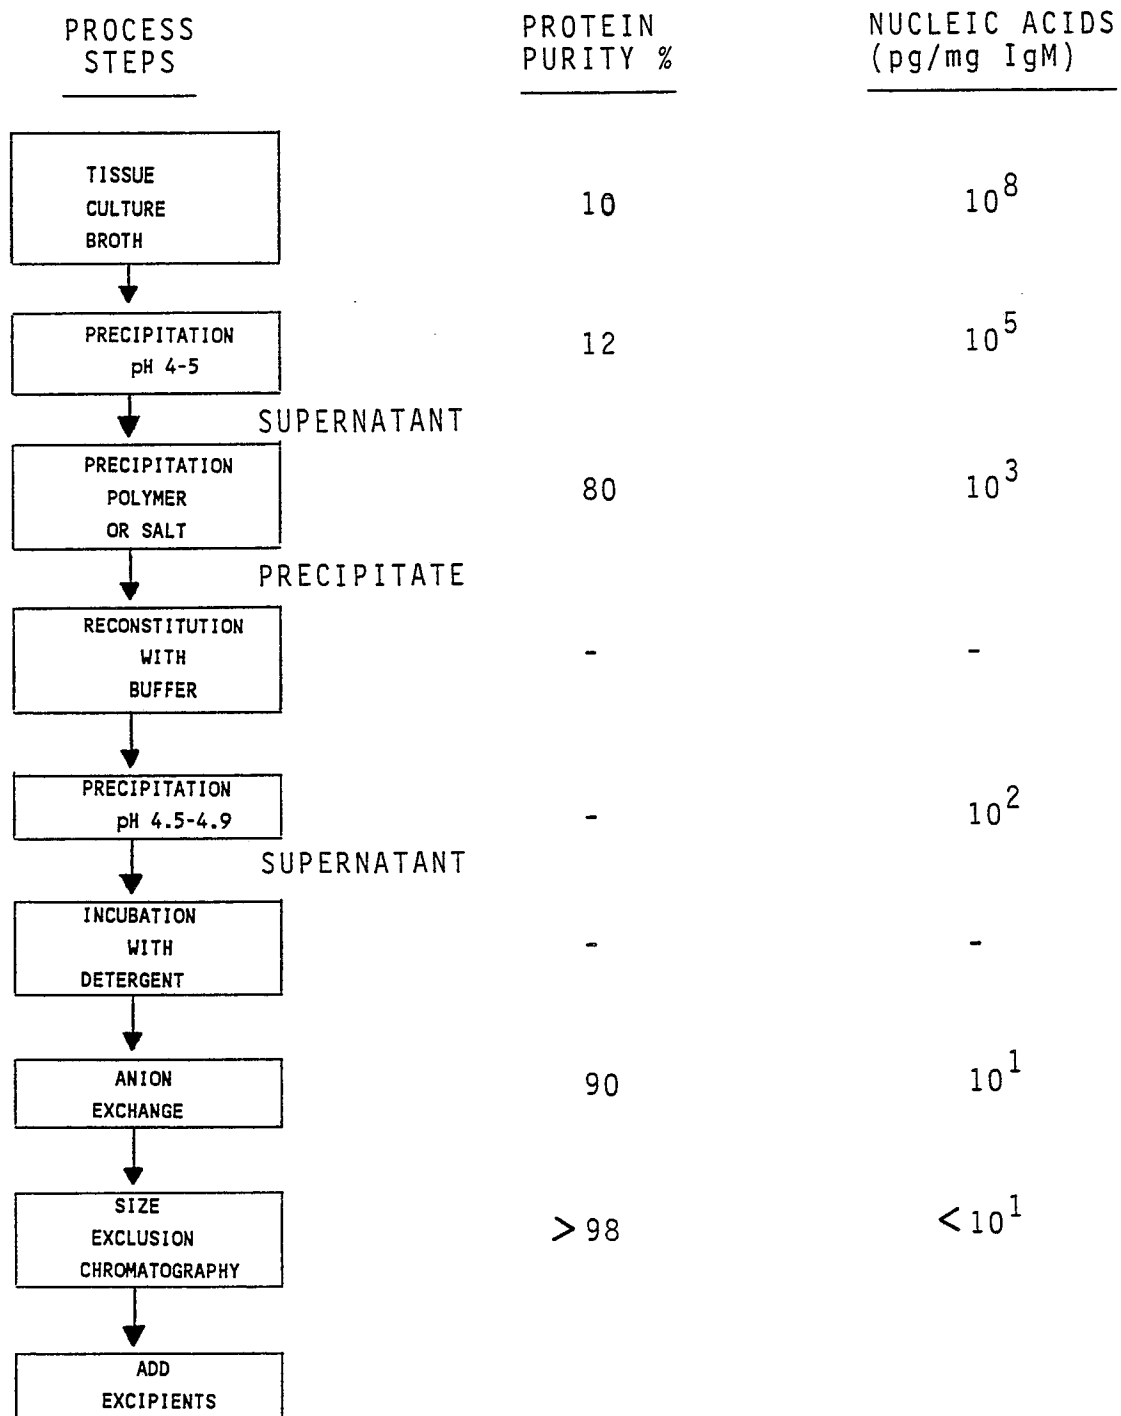 PROCESS
STEPS
PROTEIN
PURITY %
NUCLEIC ACIDS
(pg/mg IgM)
TISSUE
CULTURE
BROTH
10
10^8
PRECIPITATION
pH 4-5
12
10^5
SUPERNATANT
PRECIPITATION
POLYMER
OR SALT
80
10^3
PRECIPITATE
RECONSTITUTION
WITH
BUFFER
-
-
PRECIPITATION
pH 4.5-4.9
-
10^2
SUPERNATANT
INCUBATION
WITH
DETERGENT
-
-
ANION
EXCHANGE
90
10^1
SIZE
EXCLUSION
CHROMATOGRAPHY
>98
<10^1
ADD
EXCIPIENTS